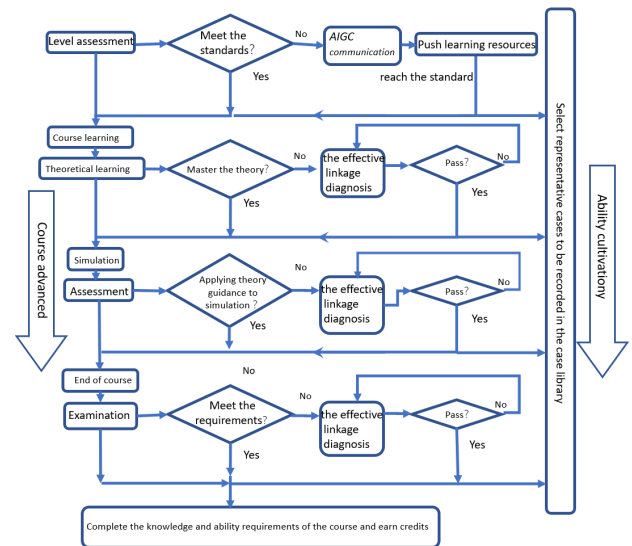 Level assessment
Meet the
standards?
No
AIGC
communication
Push learning resources
Yes
reach the standard
Course learning
Theoretical learning
Master the theory?
No
the effective
linkage
diagnosis
Pass?
No
Yes
Yes
Simulation
Assessment
Applying theory
guidance to
simulation ?
No
the effective
linkage
diagnosis
Pass?
No
Yes
Yes
End of course
No
Examination
Meet the
requirements?
No
the effective
linkage
diagnosis
Pass?
No
Yes
Yes
Complete the knowledge and ability requirements of the course and earn credits
Course advanced
Select representative cases to be recorded in the case library
Ability cultivationy